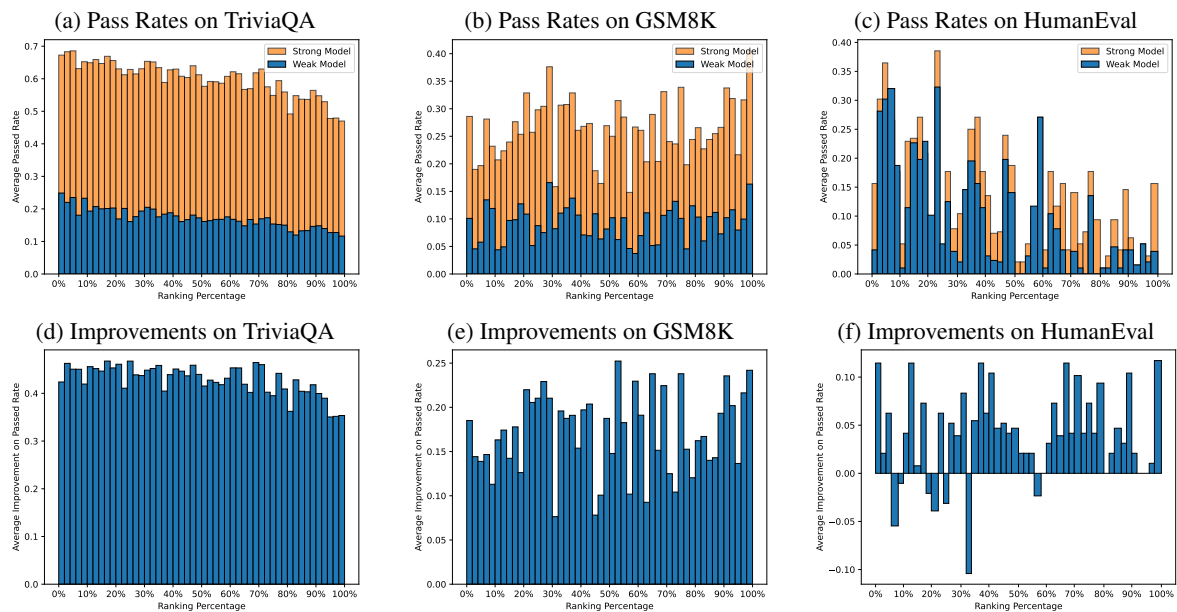 (a) Pass Rates on TriviaQA
0.7
0.6
0.5
0.4
0.3
0.2
0.1
0.0
Average Passed Rate
Strong Model
Weak Model
0% 10% 20% 30% 40% 50% 60% 70% 80% 90% 100%
Ranking Percentage
(b) Pass Rates on GSM8K
0.40
0.35
0.30
0.25
0.20
0.15
0.10
0.05
0.00
Average Passed Rate
Strong Model
Weak Model
0% 10% 20% 30% 40% 50% 60% 70% 80% 90% 100%
Ranking Percentage
(c) Pass Rates on HumanEval
0.40
0.35
0.30
0.25
0.20
0.15
0.10
0.05
0.00
Average Passed Rate
Strong Model
Weak Model
0% 10% 20% 30% 40% 50% 60% 70% 80% 90% 100%
Ranking Percentage
(d) Improvements on TriviaQA
0.4
0.3
0.2
0.1
0.0
Average Improvement on Passed Rate
0% 10% 20% 30% 40% 50% 60% 70% 80% 90% 100%
Ranking Percentage
(e) Improvements on GSM8K
0.25
0.20
0.15
0.10
0.05
0.00
Average Improvement on Passed Rate
0% 10% 20% 30% 40% 50% 60% 70% 80% 90% 100%
Ranking Percentage
(f) Improvements on HumanEval
0.10
0.05
0.00
−0.05
−0.10
Average Improvement on Passed Rate
0% 10% 20% 30% 40% 50% 60% 70% 80% 90% 100%
Ranking Percentage